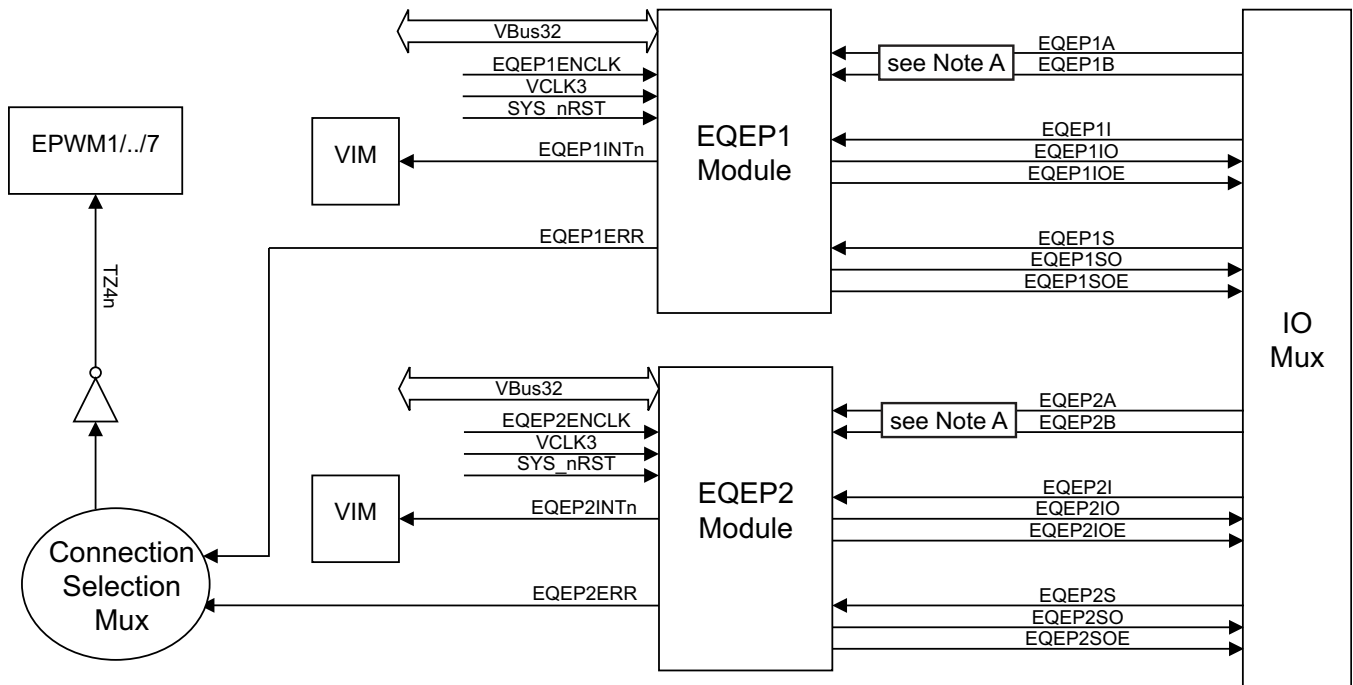 VBus32
EQEP1ENCLK
VCLK3
SYS_nRST
EQEP1INTn
EQEP1ERR
VIM
EPWM1/../7
TZ4n
EQEP1
Module
see Note A
EQEP1A
EQEP1B
EQEP1I
EQEP1IO
EQEP1IOE
EQEP1S
EQEP1SO
EQEP1SOE
IO
Mux
VBus32
EQEP2ENCLK
VCLK3
SYS_nRST
EQEP2INTn
EQEP2ERR
VIM
Connection
Selection
Mux
EQEP2
Module
see Note A
EQEP2A
EQEP2B
EQEP2I
EQEP2IO
EQEP2IOE
EQEP2S
EQEP2SO
EQEP2SOE